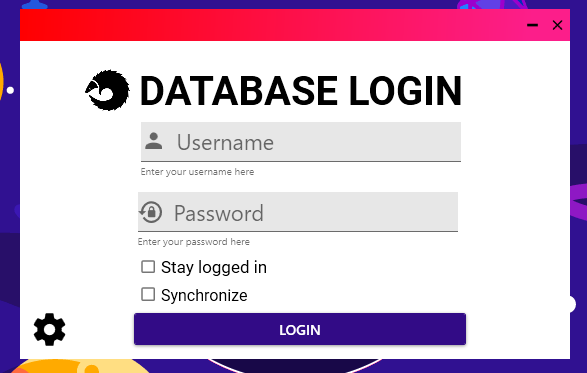 DATABASE LOGIN
Username
Enter your username here
Password
Enter your password here
Stay logged in
Synchronize
LOGIN